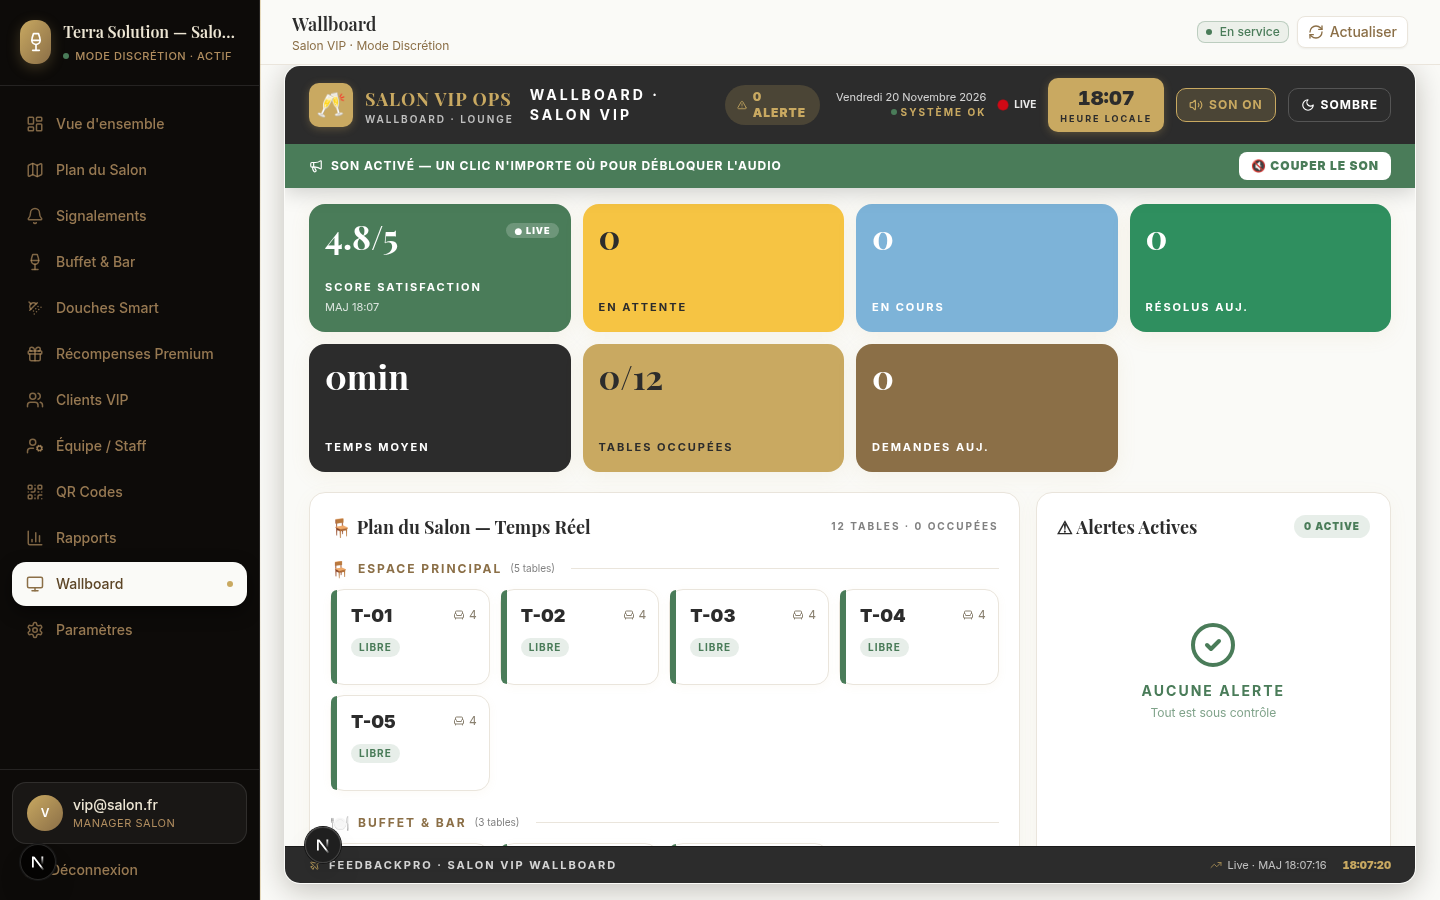 Terra Solution — Salo...
MODE DISCRÉTION · ACTIF
Vue d'ensemble
Plan du Salon
Signalements
Buffet & Bar
Douches Smart
Récompenses Premium
Clients VIP
Équipe / Staff
QR Codes
Rapports
Wallboard
Paramètres
V
vip@salon.fr
MANAGER SALON
N
Déconnexion
Wallboard
Salon VIP · Mode Discrétion
En service
Actualiser
SALON VIP OPS
WALLBOARD · LOUNGE
WALLBOARD ·
SALON VIP
0
ALERTE
Vendredi 20 Novembre 2026
SYSTÈME OK
LIVE
18:07
HEURE LOCALE
SON ON
SOMBRE
SON ACTIVÉ — UN CLIC N'IMPORTE OÙ POUR DÉBLOQUER L'AUDIO
COUPER LE SON
4.8/5
LIVE
SCORE SATISFACTION
MAJ 18:07
0
EN ATTENTE
0
EN COURS
0
RÉSOLUS AUJ.
0min
TEMPS MOYEN
0/12
TABLES OCCUPÉES
0
DEMANDES AUJ.
Plan du Salon — Temps Réel
12 TABLES · 0 OCCUPÉES
ESPACE PRINCIPAL (5 tables)
T-01 4
LIBRE
T-02 4
LIBRE
T-03 4
LIBRE
T-04 4
LIBRE
T-05 4
LIBRE
BUFFET & BAR (3 tables)
Alertes Actives
0 ACTIVE
AUCUNE ALERTE
Tout est sous contrôle
N
FEEDBACKPRO · SALON VIP WALLBOARD
Live · MAJ 18:07:16
18:07:20